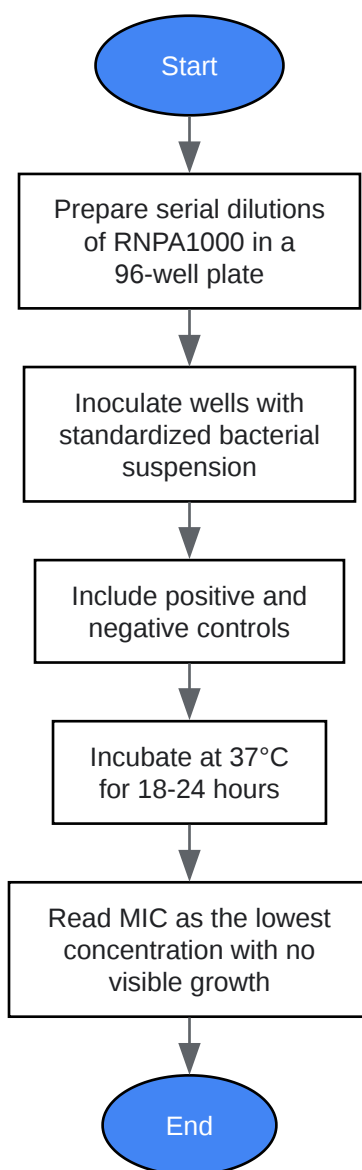 Start
Prepare serial dilutions
of RNPA1000 in a
96-well plate
Inoculate wells with
standardized bacterial
suspension
Include positive and
negative controls
Incubate at 37°C
for 18-24 hours
Read MIC as the lowest
concentration with no
visible growth
End